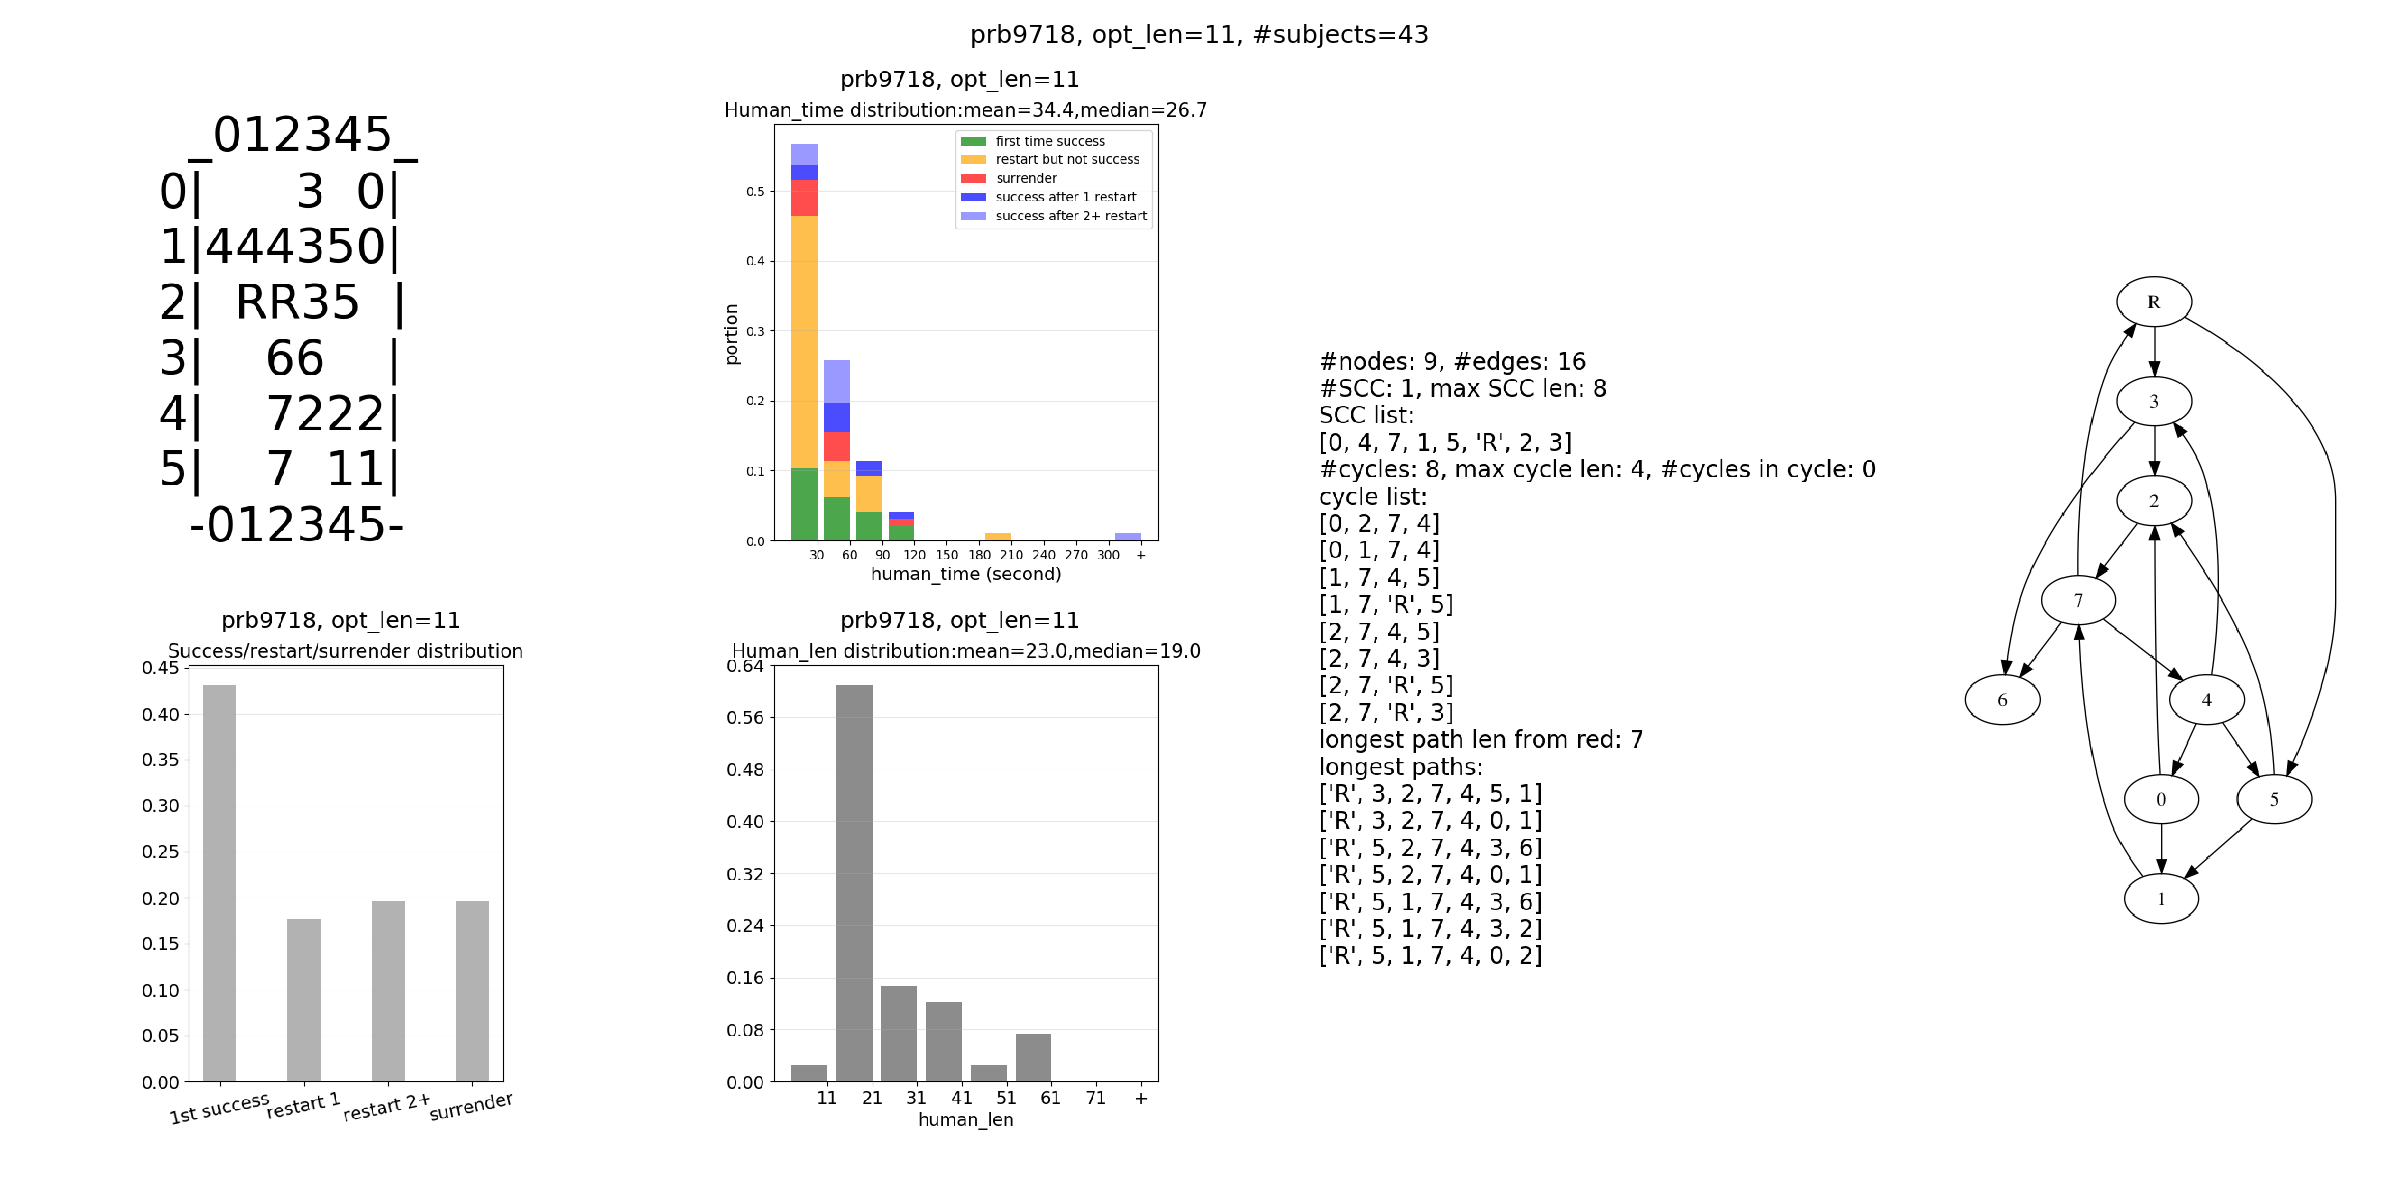 prb9718, opt_len=11, #subjects=43
_012345_
0|   3 0|
1|444350|
2| RR35 |
3|  66  |
4|  7222|
5|  7 11|
-012345-
prb9718, opt_len=11
Human_time distribution:mean=34.4,median=26.7
first time success
restart but not success
surrender
success after 1 restart
success after 2+ restart
0.5
0.4
0.3
0.2
0.1
0.0
portion
30 60 90 120 150 180 210 240 270 300 +
human_time (second)
prb9718, opt_len=11
Success/restart/surrender distribution
0.45
0.40
0.35
0.30
0.25
0.20
0.15
0.10
0.05
0.00
1st success restart 1 restart 2+ surrender
prb9718, opt_len=11
Human_len distribution:mean=23.0,median=19.0
0.64
0.56
0.48
0.40
0.32
0.24
0.16
0.08
0.00
11 21 31 41 51 61 71 +
human_len
#nodes: 9, #edges: 16
#SCC: 1, max SCC len: 8
SCC list:
[0, 4, 7, 1, 5, 'R', 2, 3]
#cycles: 8, max cycle len: 4, #cycles in cycle: 0
cycle list:
[0, 2, 7, 4]
[0, 1, 7, 4]
[1, 7, 4, 5]
[1, 7, 'R', 5]
[2, 7, 4, 5]
[2, 7, 4, 3]
[2, 7, 'R', 5]
[2, 7, 'R', 3]
longest path len from red: 7
longest paths:
['R', 3, 2, 7, 4, 5, 1]
['R', 3, 2, 7, 4, 0, 1]
['R', 5, 2, 7, 4, 3, 6]
['R', 5, 2, 7, 4, 0, 1]
['R', 5, 1, 7, 4, 3, 6]
['R', 5, 1, 7, 4, 3, 2]
['R', 5, 1, 7, 4, 0, 2]
R
3
2
7
6
4
0
5
1